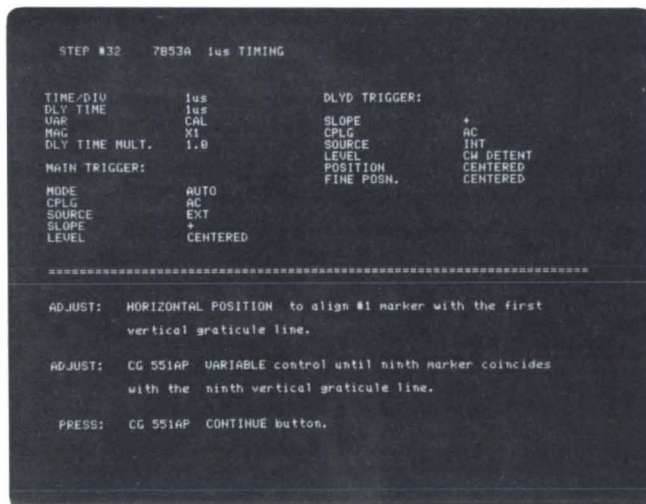 STEP #32 7B53A 1us TIMING
TIME/DIV 1us
DLY TIME 1us
VAR CAL
MAG X1
DLY TIME MULT. 1.0
MAIN TRIGGER:
MODE AUTO
CPLG AC
SOURCE EXT
SLOPE +
LEVEL CENTERED
DLYD TRIGGER:
SLOPE +
CPLG AC
SOURCE INT
LEVEL CW DETENT
POSITION CENTERED
FINE POSN. CENTERED
ADJUST: HORIZONTAL POSITION to align #1 marker with the first
vertical graticule line.
ADJUST: CG 551AP VARIABLE control until ninth marker coincides
with the ninth vertical graticule line.
PRESS: CG 551AP CONTINUE button.